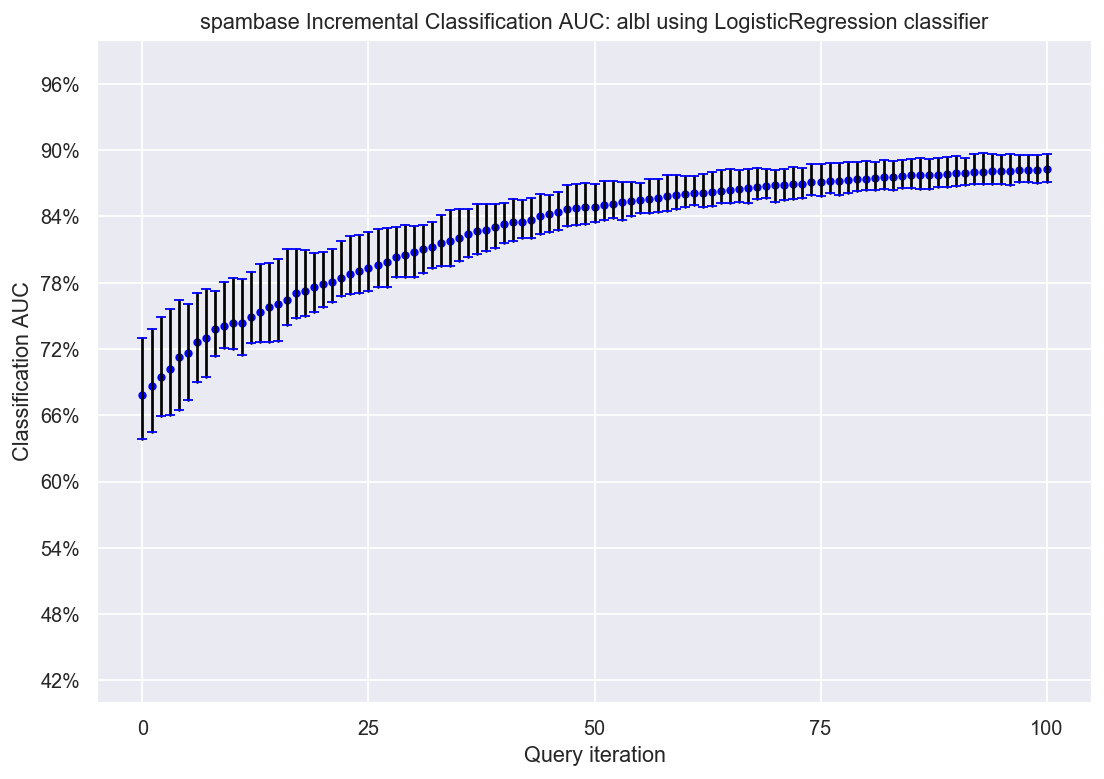 spambase Incremental Classification AUC: albl using LogisticRegression classifier
96%
90%
84%
78%
72%
66%
60%
54%
48%
42%
Classification AUC
0 25 50 75 100
Query iteration